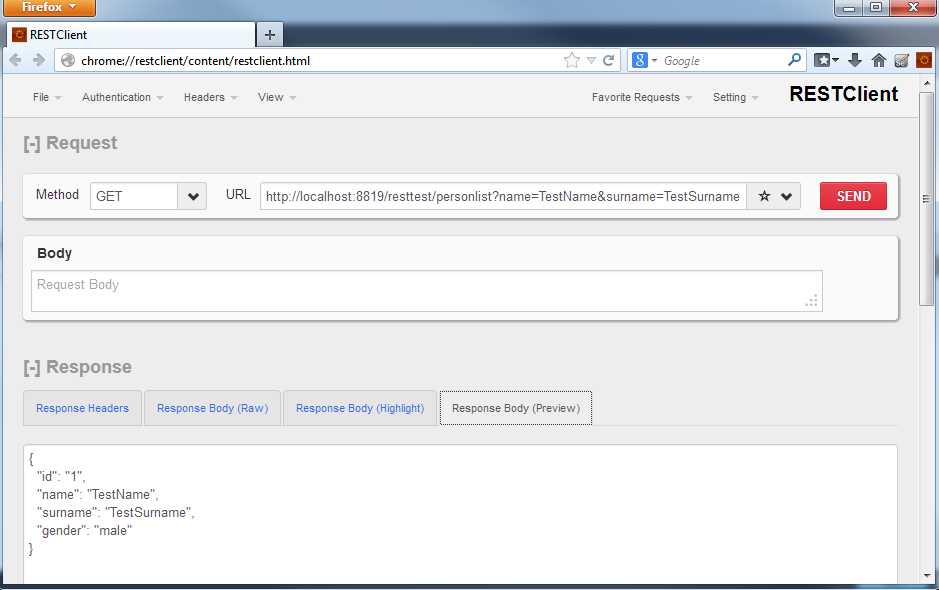 Firefox
RESTClient
chrome://restclient/content/restclient.html
Google
File Authentication Headers View Favorite Requests Setting RESTClient
[-] Request
Method GET URL http://localhost:8819/resttest/personlist?name=TestName&surname=TestSurname SEND
Body
Request Body
[-] Response
Response Headers Response Body (Raw) Response Body (Highlight) Response Body (Preview)
{
"id": "1",
"name": "TestName",
"surname": "TestSurname",
"gender": "male"
}